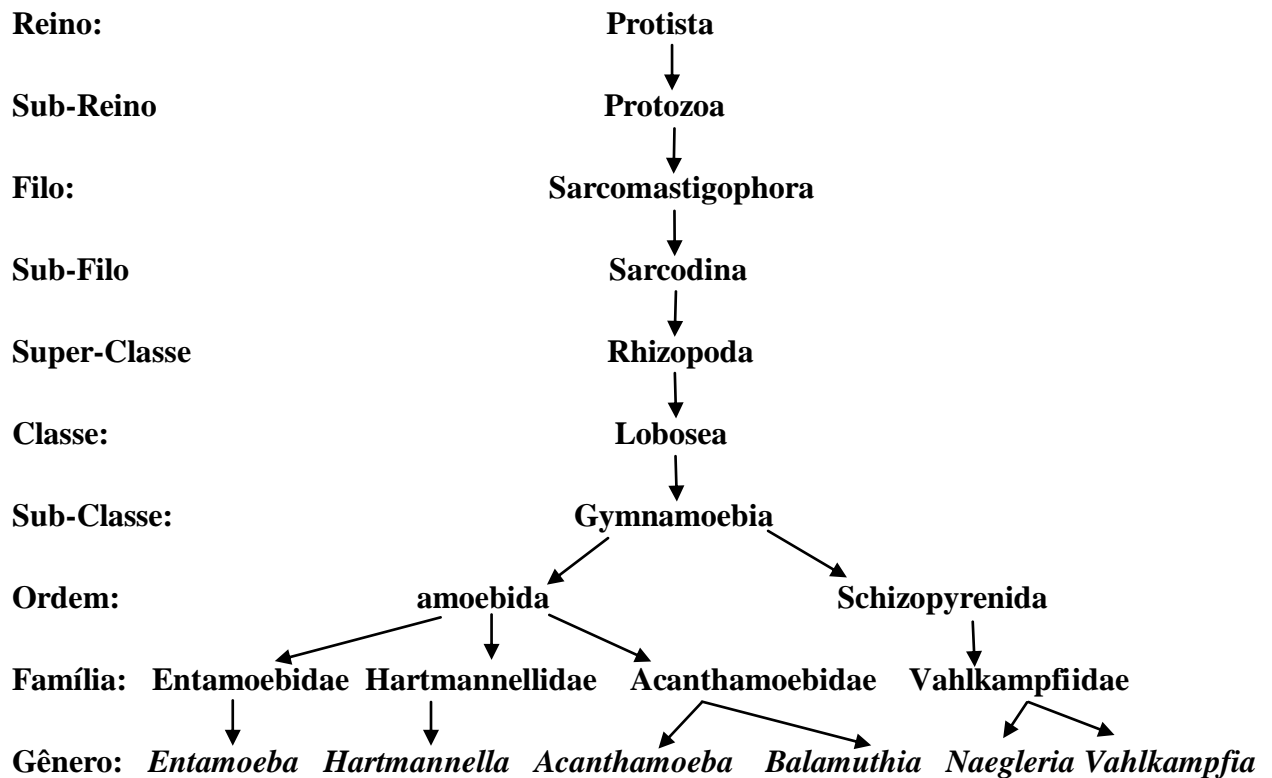 Reino: Protista
Sub-Reino Protozoa
Filo: Sarcomastigophora
Sub-Filo Sarcodina
Super-Classe Rhizopoda
Classe: Lobosea
Sub-Classe: Gymnamoebia
Ordem: amoebida Schizopyrenida
Família: Entamoebidae Hartmannellidae Acanthamoebidae Vahlkampfiidae
Gênero: Entamoeba Hartmannella Acanthamoeba Balamuthia Naegleria Vahlkampfia